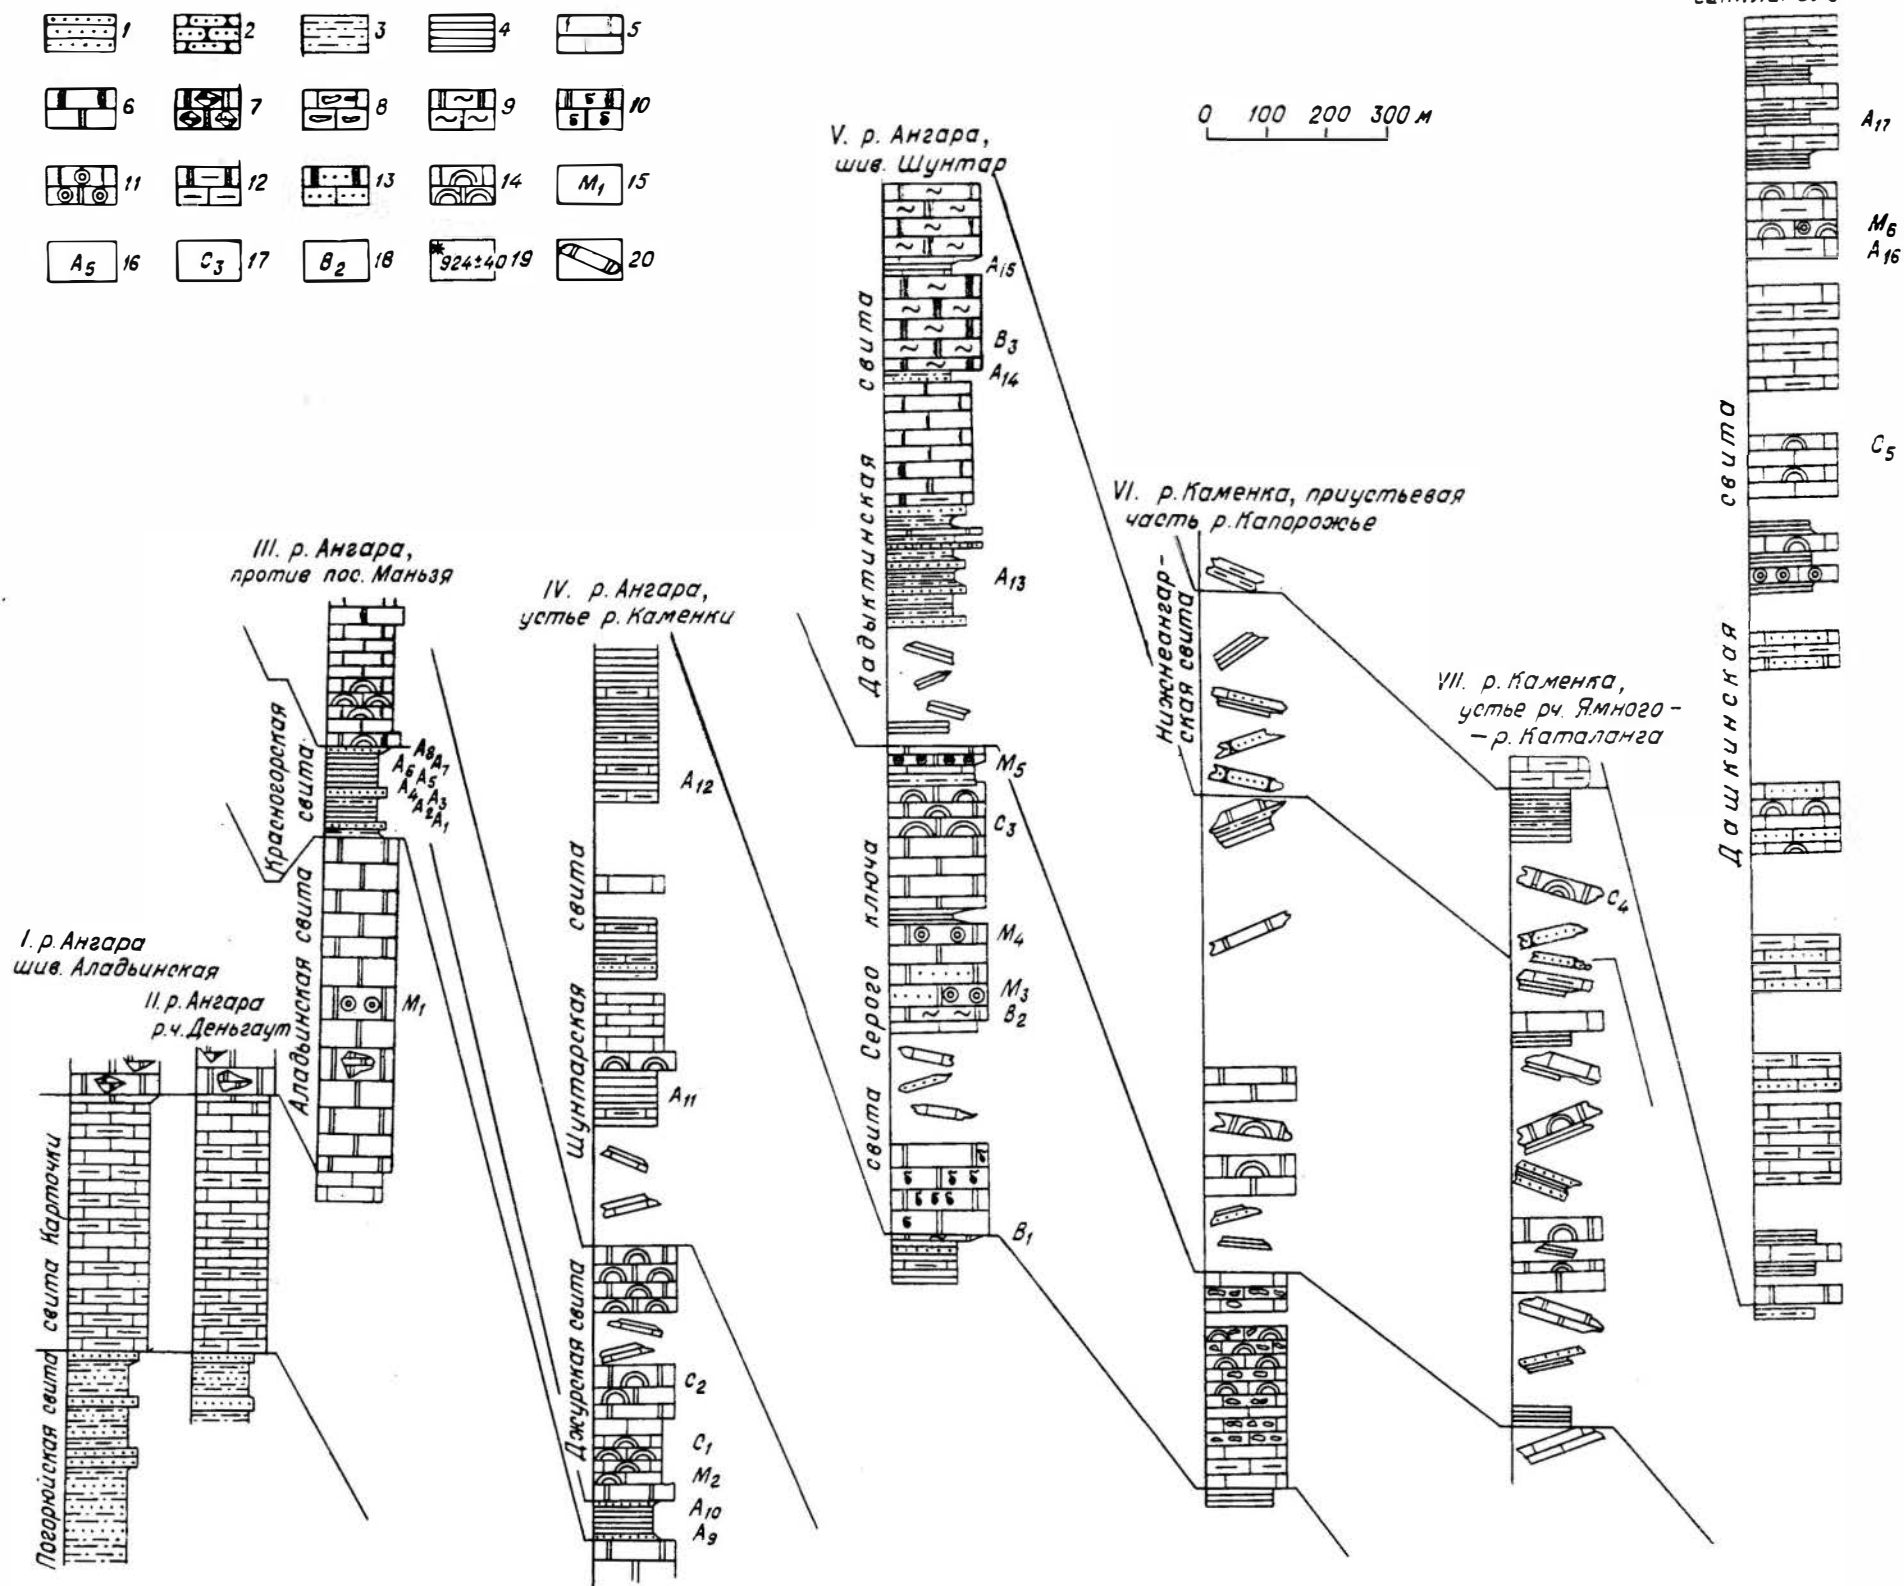 1 2 3 4 5
6 7 8 9 10
11 12 13 14 M₁ 15
A₅ 16 C₃ 17 B₂ 18 *924±40 19 20
0 100 200 300 м
I. р. Ангара
шив. Аладьинская
II. р. Ангара
р.ч. Деньгаут
Погорюйская свита
свита Карточки
III. р. Ангара,
против пос. Маньзя
Аладьинская свита
Красногорская
свита
A₈ A₇
A₆ A₅
A₄ A₃
A₂ A₁
M₁
IV. р. Ангара,
устье р. Каменки
Джурская свита
Шунтарская свита
A₁₂
A₁₁
C₂
C₁
M₂
A₁₀
A₉
V. р. Ангара,
шив. Шунтар
свита Серого ключа
Дадыктинская свита
A₁₅
B₃
A₁₄
A₁₃
M₅
C₃
M₄
M₃
B₂
B₁
VI. р. Каменка, приустьевая
часть р. Капорожье
Нижнеангар-
ская свита
VII. р. Каменка,
устье рч. Ямного -
- р. Каталанга
C₄
Дашкинская свита
A₁₇
M₆
A₁₆
C₅